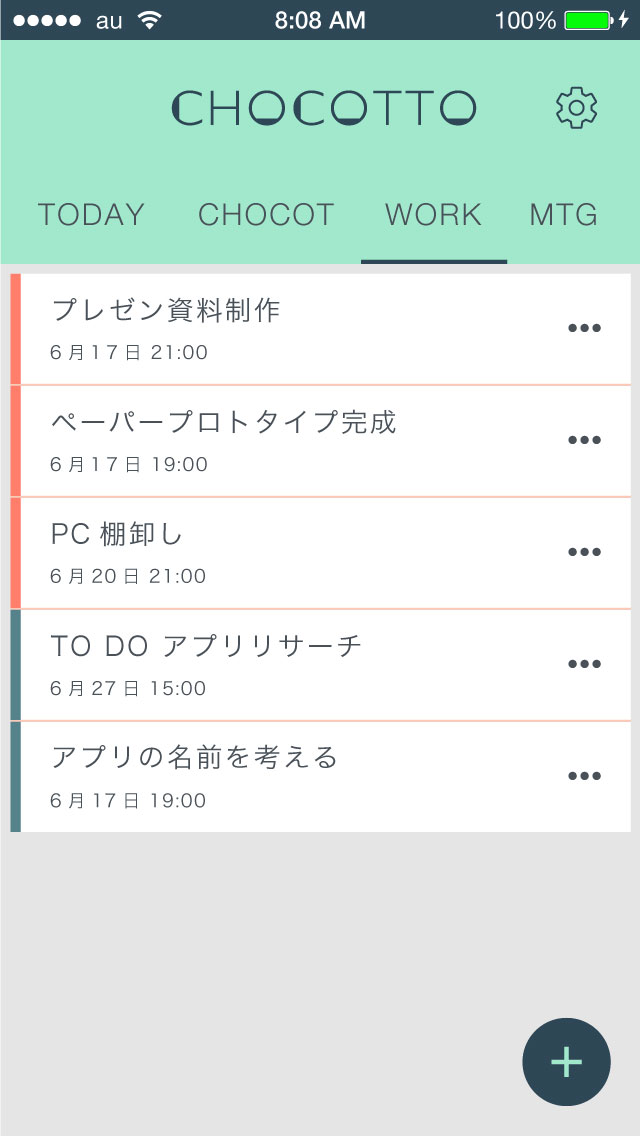 au 8:08 AM 100%
CHOCOTTO
TODAY CHOCOT WORK MTG
プレゼン資料制作
6月17日 21:00
ペーパープロトタイプ完成
6月17日 19:00
PC 棚卸し
6月20日 21:00
TO DO アプリリサーチ
6月27日 15:00
アプリの名前を考える
6月17日 19:00